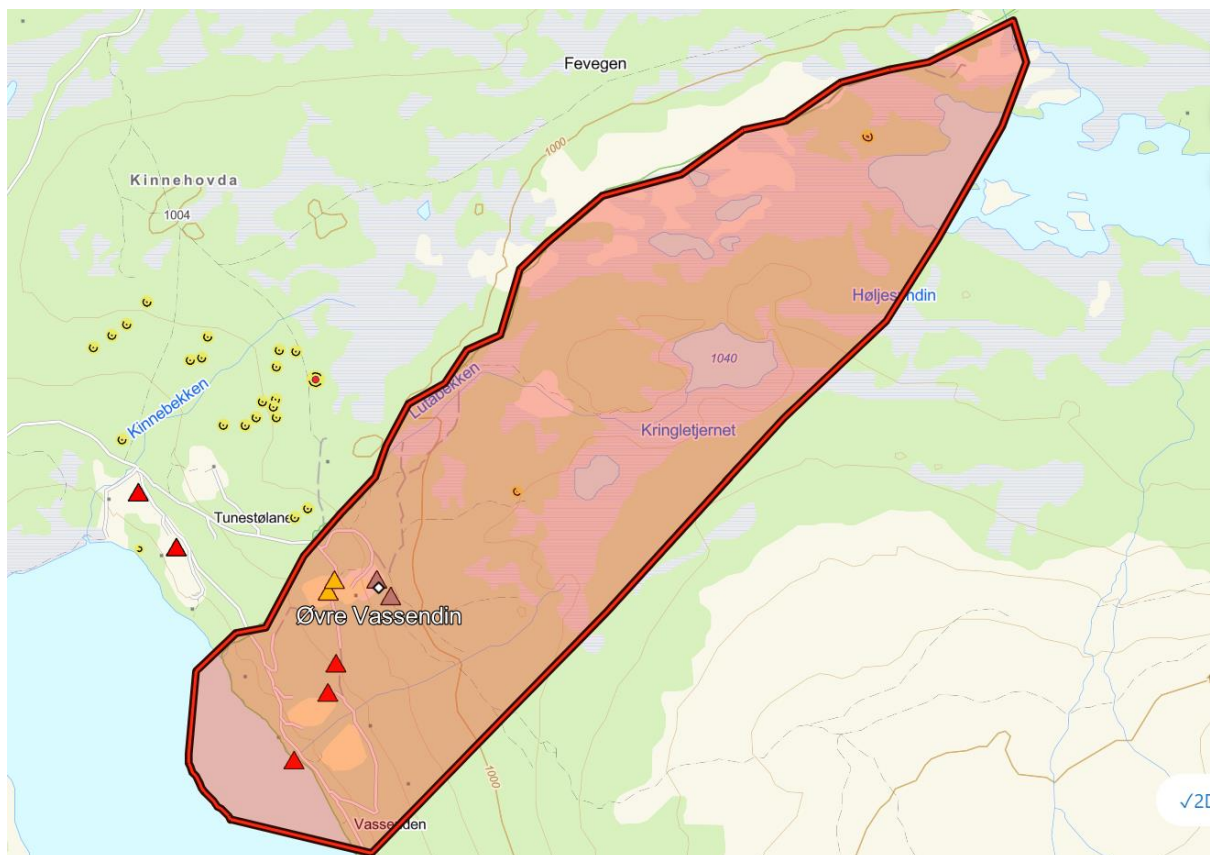 Fevegen
1000
Kinnehovda
1004
Høljesendin
1040
Lutabekken
Kinnebekken
Kringletjernet
Tunestølane
Øvre Vassendin
1000
✓2D
Vassenden